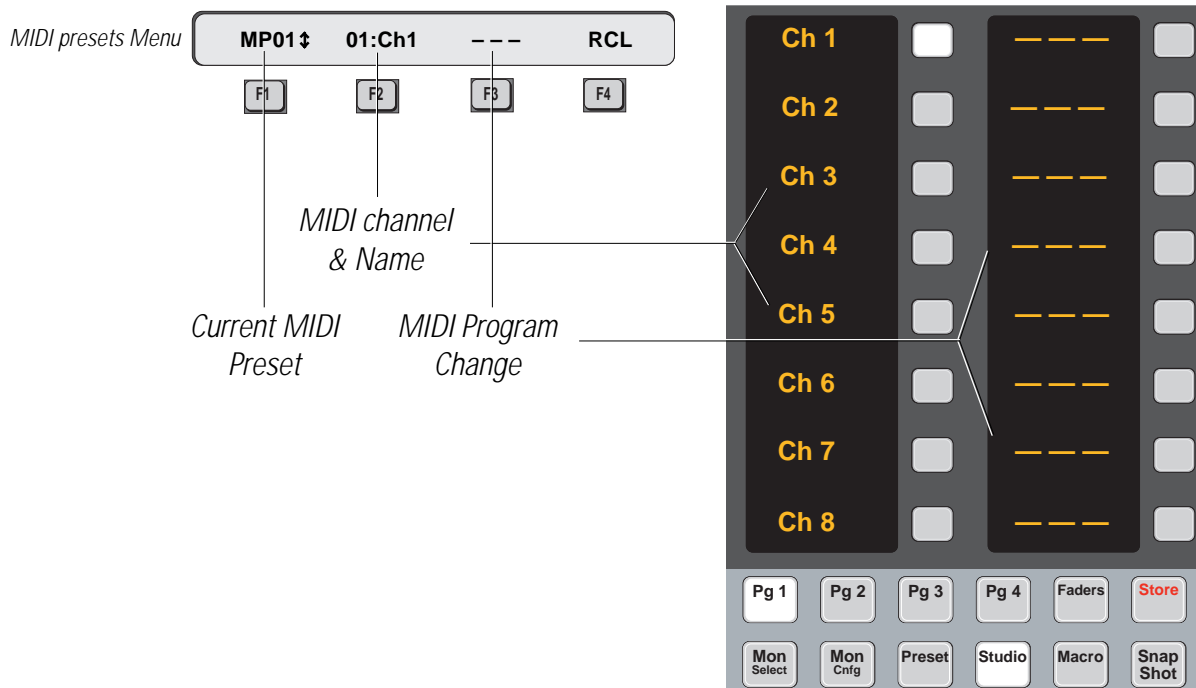 MIDI presets Menu
MP01↕ 01:Ch1 – – – RCL
F1 F2 F3 F4
MIDI channel
& Name
Current MIDI
Preset
MIDI Program
Change
Ch 1 — — —
Ch 2 — — —
Ch 3 — — —
Ch 4 — — —
Ch 5 — — —
Ch 6 — — —
Ch 7 — — —
Ch 8 — — —
Pg 1 Pg 2 Pg 3 Pg 4 Faders Store
Mon Select Mon Cnfg Preset Studio Macro Snap Shot